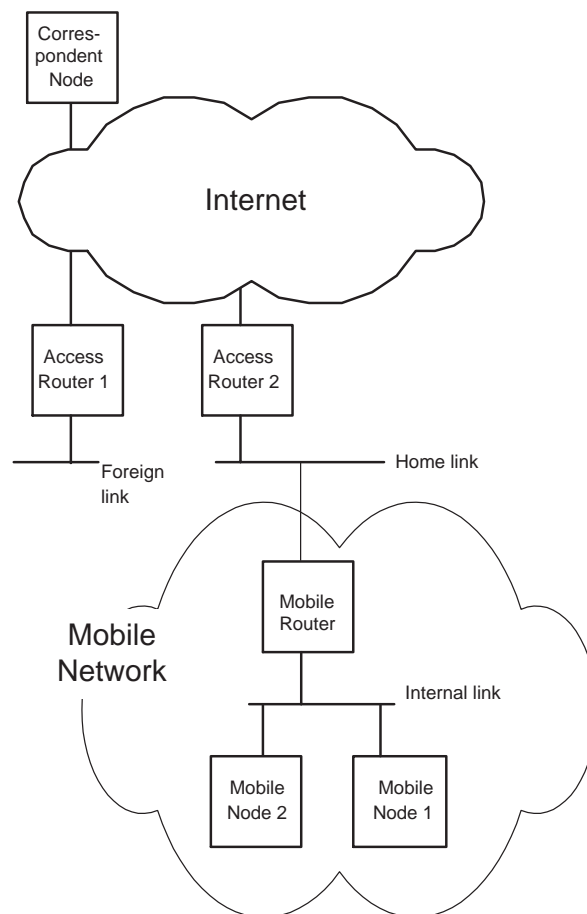 Corres-
pondent
Node
Internet
Access
Router 1
Access
Router 2
Foreign
link
Home link
Mobile
Router
Mobile
Network
Internal link
Mobile
Node 2
Mobile
Node 1